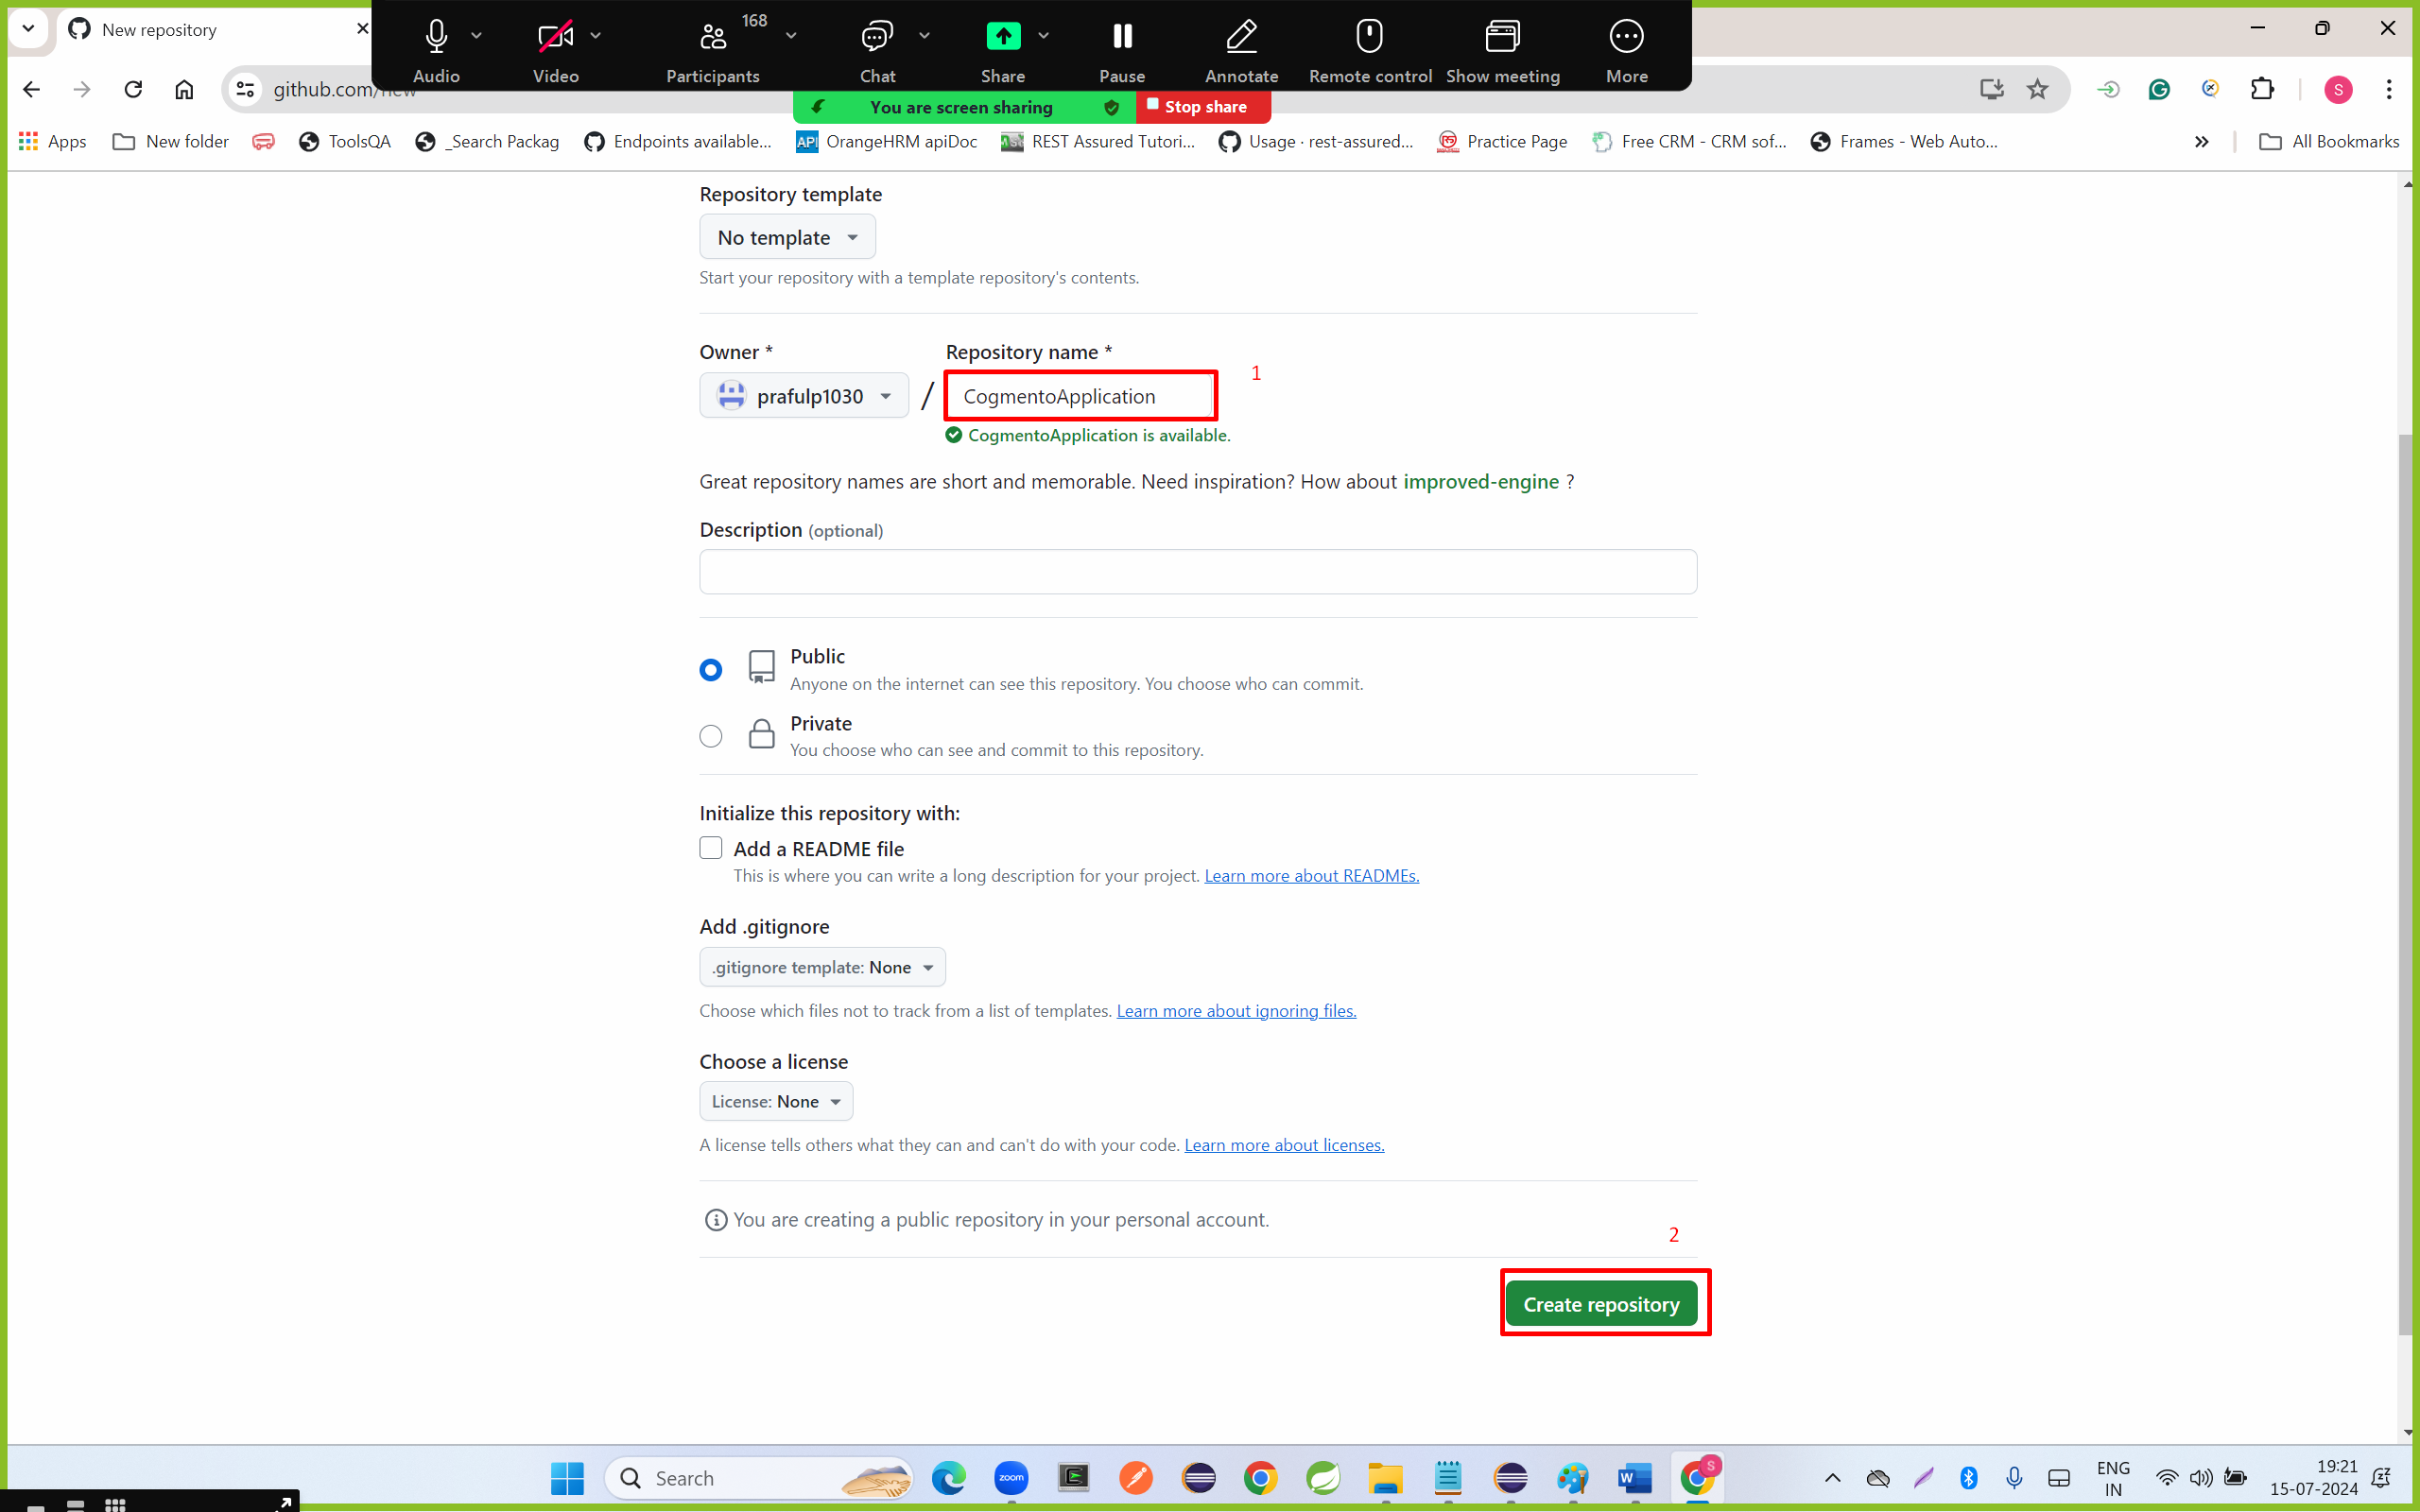 New repository
168
Audio
Video
Participants
Chat
Share
Pause
Annotate
Remote control
Show meeting
More
github.com/new
You are screen sharing
Stop share
Apps
New folder
ToolsQA
_Search Packag
Endpoints available...
API
OrangeHRM apiDoc
REST Assured Tutori...
Usage · rest-assured...
Practice Page
Free CRM - CRM sof...
Frames - Web Auto...
All Bookmarks
S
Repository template
No template
Start your repository with a template repository's contents.
Owner *
Repository name *
1
prafulp1030
/
CogmentoApplication
CogmentoApplication is available.
Great repository names are short and memorable. Need inspiration? How about improved-engine ?
Description (optional)
Public
Anyone on the internet can see this repository. You choose who can commit.
Private
You choose who can see and commit to this repository.
Initialize this repository with:
Add a README file
This is where you can write a long description for your project. Learn more about READMEs.
Add .gitignore
.gitignore template: None
Choose which files not to track from a list of templates. Learn more about ignoring files.
Choose a license
License: None
A license tells others what they can and can't do with your code. Learn more about licenses.
You are creating a public repository in your personal account.
2
Create repository
Search
zoom
W
S
ENG
IN
19:21
15-07-2024